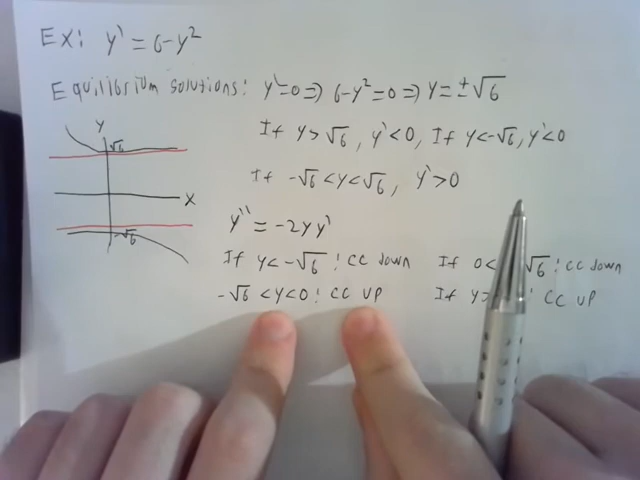 Ex: y' = 6-y²
Equilibrium solutions: y'=0 => 6-y²=0 => y=±√6
If y>√6, y'<0, If y<-√6, y'<0
If -√6<y<√6, y'>0
y
√6
x
-√6
y'' = -2yy'
If y<-√6: CC down
If 0< √6: CC down
-√6<y<0: CC up
If y> : CC up